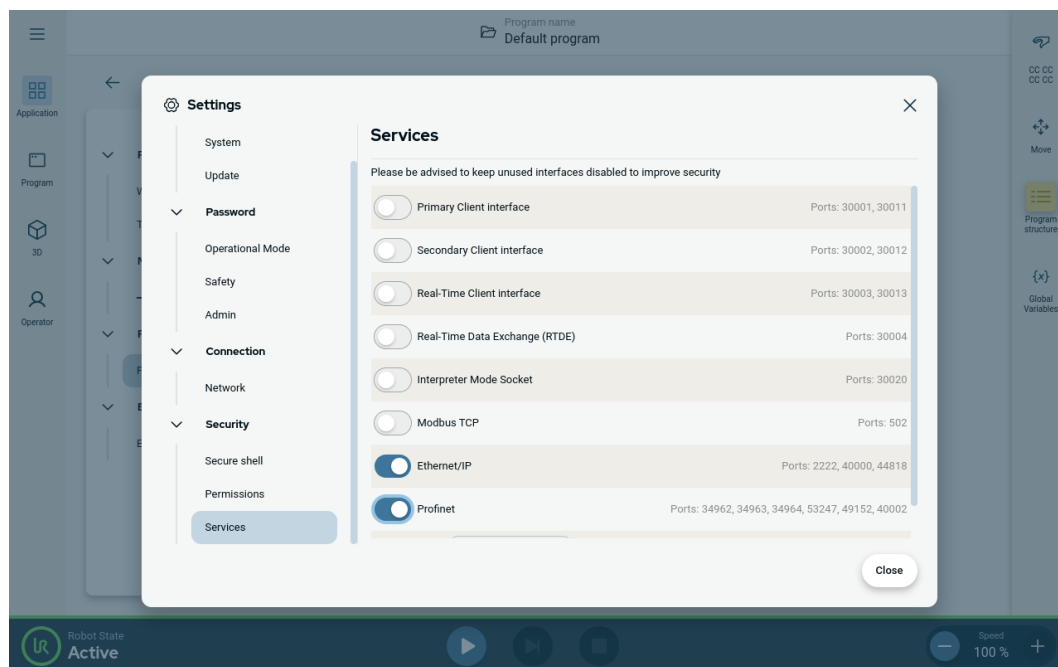 Program name
Default program
Application
Program
3D
Operator
Settings
System
Update
Password
Operational Mode
Safety
Admin
Connection
Network
Security
Secure shell
Permissions
Services
Services
Please be advised to keep unused interfaces disabled to improve security
Primary Client interface Ports: 30001, 30011
Secondary Client interface Ports: 30002, 30012
Real-Time Client interface Ports: 30003, 30013
Real-Time Data Exchange (RTDE) Ports: 30004
Interpreter Mode Socket Ports: 30020
Modbus TCP Ports: 502
Ethernet/IP Ports: 2222, 40000, 44818
Profinet Ports: 34962, 34963, 34964, 53247, 49152, 40002
Close
CC CC
CC CC
Move
Program
structure
{x}
Global
Variables
UR
Robot State
Active
Speed
100 %